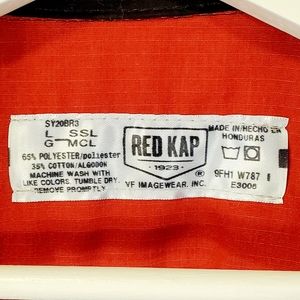 SY20BR3
L SSL
G MCL
65% POLYESTER/poliester
35% COTTON/ALGODON
MACHINE WASH WITH
LIKE COLORS. TUMBLE DRY.
REMOVE PROMPTLY.
RED KAP
· 1923 ·
®
VF IMAGEWEAR, INC.
MADE IN/HECHO EN
HONDURAS
9FH1 W787
E3005